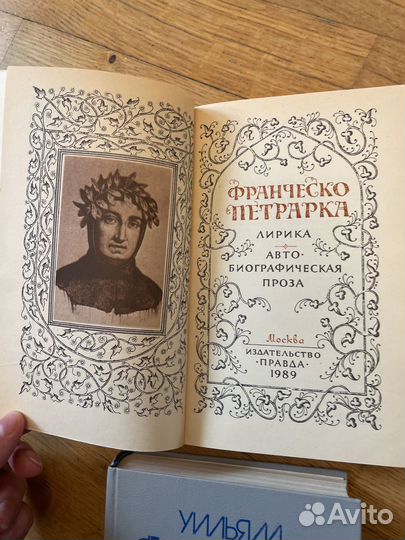 ФРАНЧЕСКО
ПЕТРАРКА
ЛИРИКА
АВТО-
БИОГРАФИЧЕСКАЯ
ПРОЗА
Москва
ИЗДАТЕЛЬСТВО
·ПРАВДА·
1989
УИЛЬЯМ
Avito